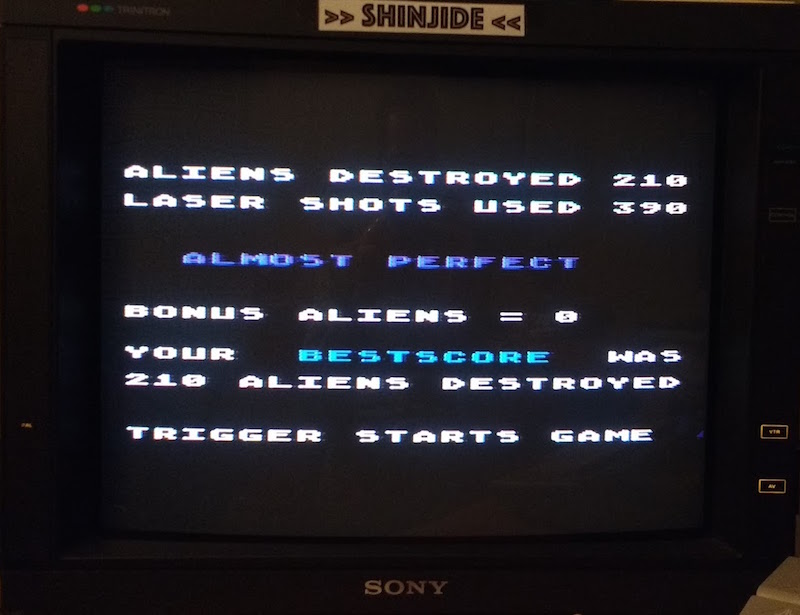 TRINITRON
>> SHINJIDE <<
ALIENS DESTROYED 210
LASER SHOTS USED 390
ALMOST PERFECT
BONUS ALIENS = 0
YOUR BESTSCORE WAS
210 ALIENS DESTROYED
TRIGGER STARTS GAME
VTR
AV
SONY